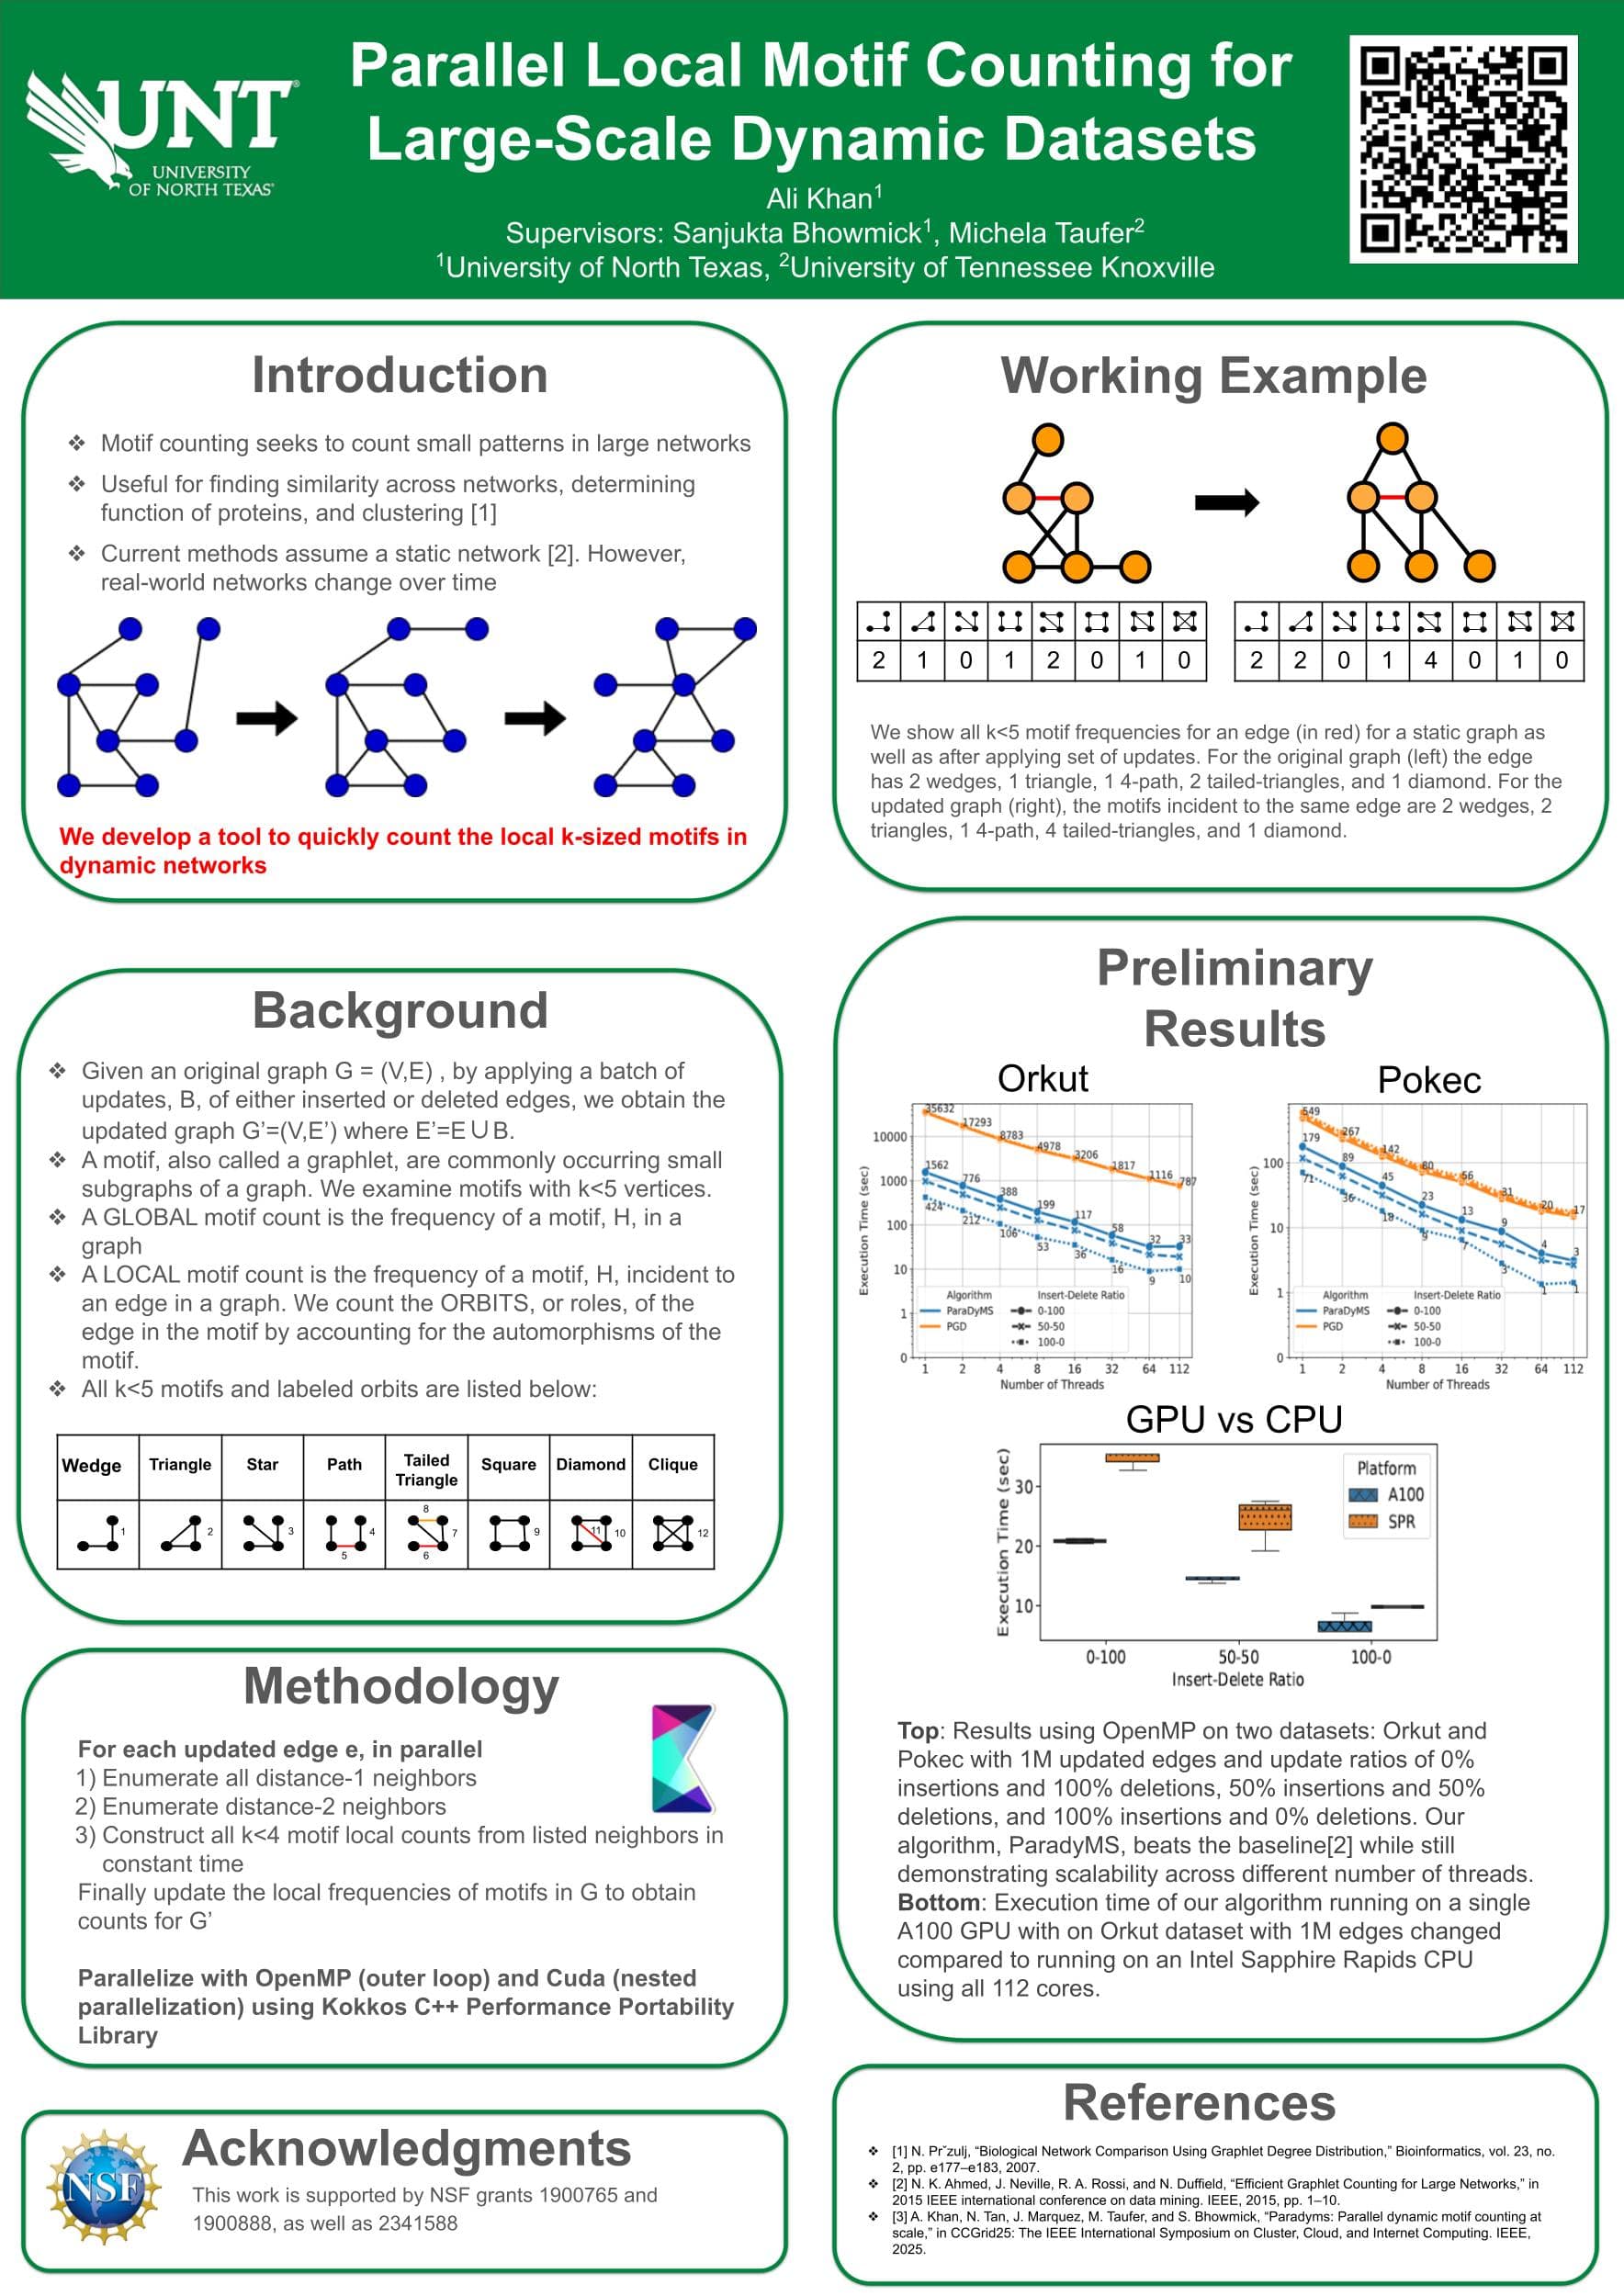 UNT
UNIVERSITY
OF NORTH TEXAS
Parallel Local Motif Counting for
Large-Scale Dynamic Datasets
Ali Khan¹
Supervisors: Sanjukta Bhowmick¹, Michela Taufer²
¹University of North Texas, ²University of Tennessee Knoxville
Introduction
❖ Motif counting seeks to count small patterns in large networks
❖ Useful for finding similarity across networks, determining
function of proteins, and clustering [1]
❖ Current methods assume a static network [2]. However,
real-world networks change over time
We develop a tool to quickly count the local k-sized motifs in
dynamic networks
Background
❖ Given an original graph G = (V,E) , by applying a batch of
updates, B, of either inserted or deleted edges, we obtain the
updated graph G’=(V,E’) where E’=E∪B.
❖ A motif, also called a graphlet, are commonly occurring small
subgraphs of a graph. We examine motifs with k<5 vertices.
❖ A GLOBAL motif count is the frequency of a motif, H, in a
graph
❖ A LOCAL motif count is the frequency of a motif, H, incident to
an edge in a graph. We count the ORBITS, or roles, of the
edge in the motif by accounting for the automorphisms of the
motif.
❖ All k<5 motifs and labeled orbits are listed below:
Wedge Triangle Star Path Tailed Triangle Square Diamond Clique
1 2 3 4 5 8 7 6 9 11 10 12
Methodology
For each updated edge e, in parallel
1) Enumerate all distance-1 neighbors
2) Enumerate distance-2 neighbors
3) Construct all k<4 motif local counts from listed neighbors in
constant time
Finally update the local frequencies of motifs in G to obtain
counts for G’
Parallelize with OpenMP (outer loop) and Cuda (nested
parallelization) using Kokkos C++ Performance Portability
Library
NSF
Acknowledgments
This work is supported by NSF grants 1900765 and
1900888, as well as 2341588
Working Example
2 1 0 1 2 0 1 0
2 2 0 1 4 0 1 0
We show all k<5 motif frequencies for an edge (in red) for a static graph as
well as after applying set of updates. For the original graph (left) the edge
has 2 wedges, 1 triangle, 1 4-path, 2 tailed-triangles, and 1 diamond. For the
updated graph (right), the motifs incident to the same edge are 2 wedges, 2
triangles, 1 4-path, 4 tailed-triangles, and 1 diamond.
Preliminary
Results
Orkut
Execution Time (sec)
10000
1000
100
10
1
0
35632 17293 8783 4978 3206 1817 1116 787
1562 776 388 199 117 58 32 33
424 212 106 53 36 16 9 10
Algorithm Insert-Delete Ratio
ParaDyMS 0-100
PGD 50-50
100-0
1 2 4 8 16 32 64 112
Number of Threads
Pokec
Execution Time (sec)
100
10
1
0
649 267 142 80 56 31 20 17
179 89 45 23 13 9 4 3
71 36 18 9 7 3 1 1
Algorithm Insert-Delete Ratio
ParaDyMS 0-100
PGD 50-50
100-0
1 2 4 8 16 32 64 112
Number of Threads
GPU vs CPU
Execution Time (sec)
30
20
10
Platform
A100
SPR
0-100 50-50 100-0
Insert-Delete Ratio
Top: Results using OpenMP on two datasets: Orkut and
Pokec with 1M updated edges and update ratios of 0%
insertions and 100% deletions, 50% insertions and 50%
deletions, and 100% insertions and 0% deletions. Our
algorithm, ParadyMS, beats the baseline[2] while still
demonstrating scalability across different number of threads.
Bottom: Execution time of our algorithm running on a single
A100 GPU with on Orkut dataset with 1M edges changed
compared to running on an Intel Sapphire Rapids CPU
using all 112 cores.
References
❖ [1] N. Prˇzulj, “Biological Network Comparison Using Graphlet Degree Distribution,” Bioinformatics, vol. 23, no.
2, pp. e177–e183, 2007.
❖ [2] N. K. Ahmed, J. Neville, R. A. Rossi, and N. Duffield, “Efficient Graphlet Counting for Large Networks,” in
2015 IEEE international conference on data mining. IEEE, 2015, pp. 1–10.
❖ [3] A. Khan, N. Tan, J. Marquez, M. Taufer, and S. Bhowmick, “Paradyms: Parallel dynamic motif counting at
scale,” in CCGrid25: The IEEE International Symposium on Cluster, Cloud, and Internet Computing. IEEE,
2025.